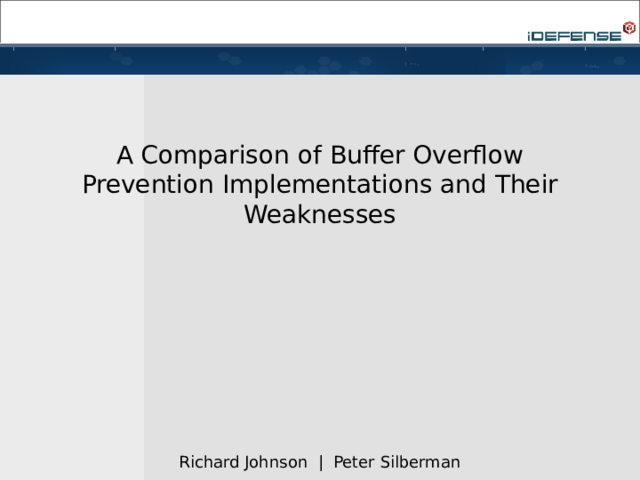 iDEFENSE
A Comparison of Buffer Overflow
Prevention Implementations and Their
Weaknesses
Richard Johnson | Peter Silberman